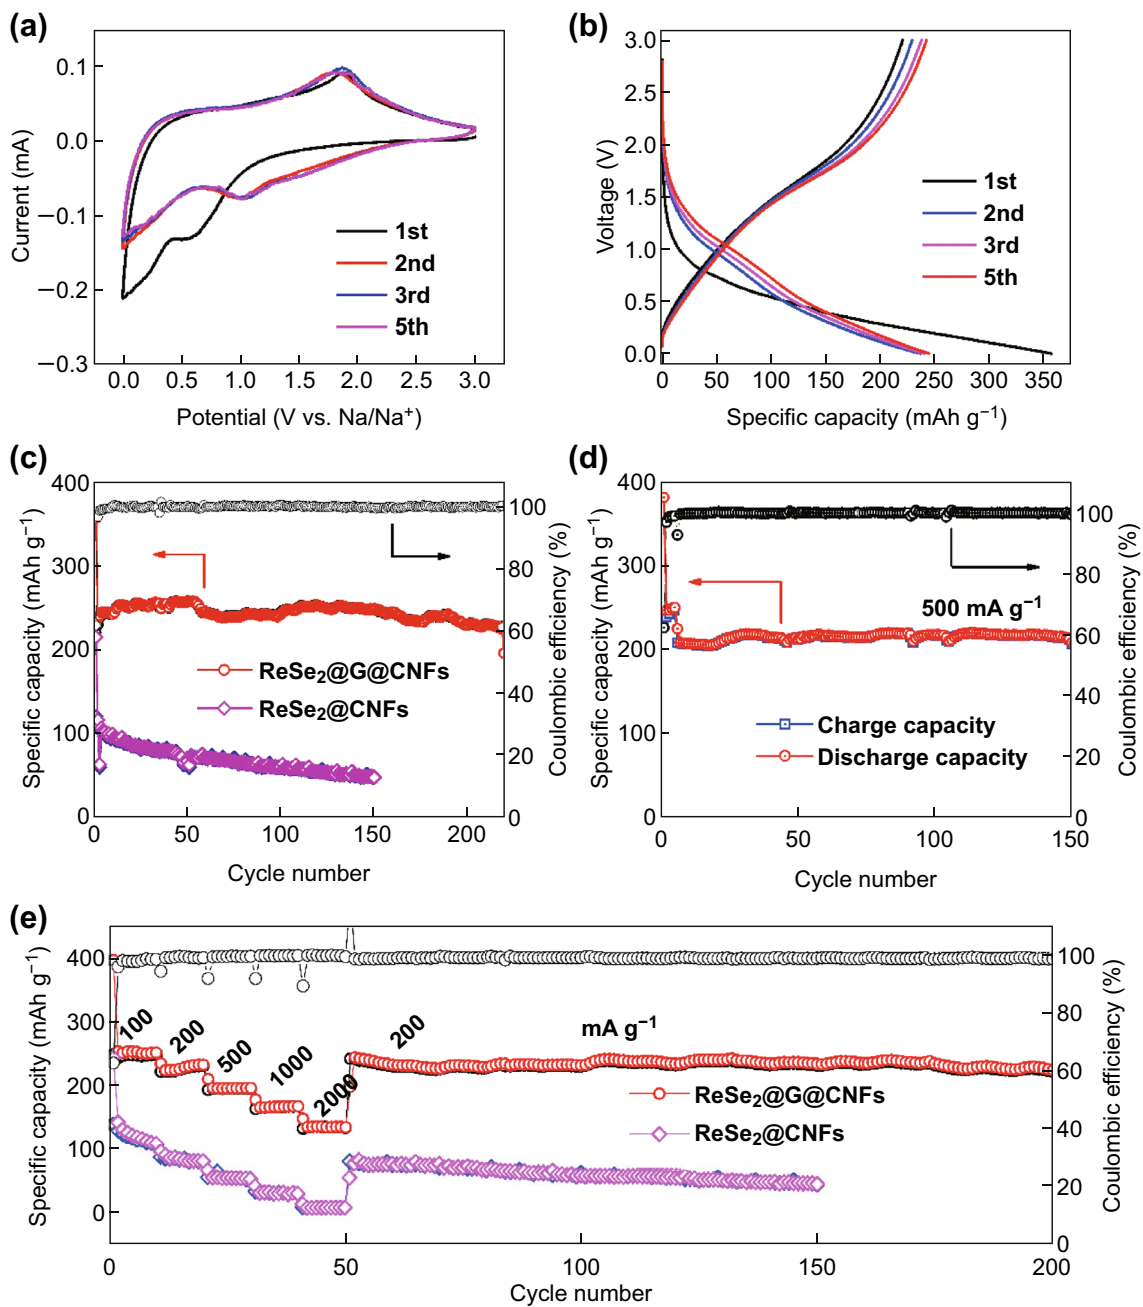 (a)
0.1
0.0
−0.1
−0.2
−0.3
Current (mA)
1st
2nd
3rd
5th
0.0 0.5 1.0 1.5 2.0 2.5 3.0
Potential (V vs. Na/Na⁺)
(b)
3.0
2.5
2.0
1.5
1.0
0.5
0.0
Voltage (V)
1st
2nd
3rd
5th
0 50 100 150 200 250 300 350
Specific capacity (mAh g⁻¹)
(c)
400
300
200
100
0
Specific capacity (mAh g⁻¹)
ReSe₂@G@CNFs
ReSe₂@CNFs
100
80
60
40
20
0
Coulombic efficiency (%)
0 50 100 150 200
Cycle number
(d)
400
300
200
100
0
Specific capacity (mAh g⁻¹)
500 mA g⁻¹
Charge capacity
Discharge capacity
100
80
60
40
20
0
Coulombic efficiency (%)
0 50 100 150
Cycle number
(e)
400
300
200
100
0
Specific capacity (mAh g⁻¹)
100
200
500
1000
2000
200
mA g⁻¹
ReSe₂@G@CNFs
ReSe₂@CNFs
100
80
60
40
20
0
Coulombic efficiency (%)
0 50 100 150 200
Cycle number